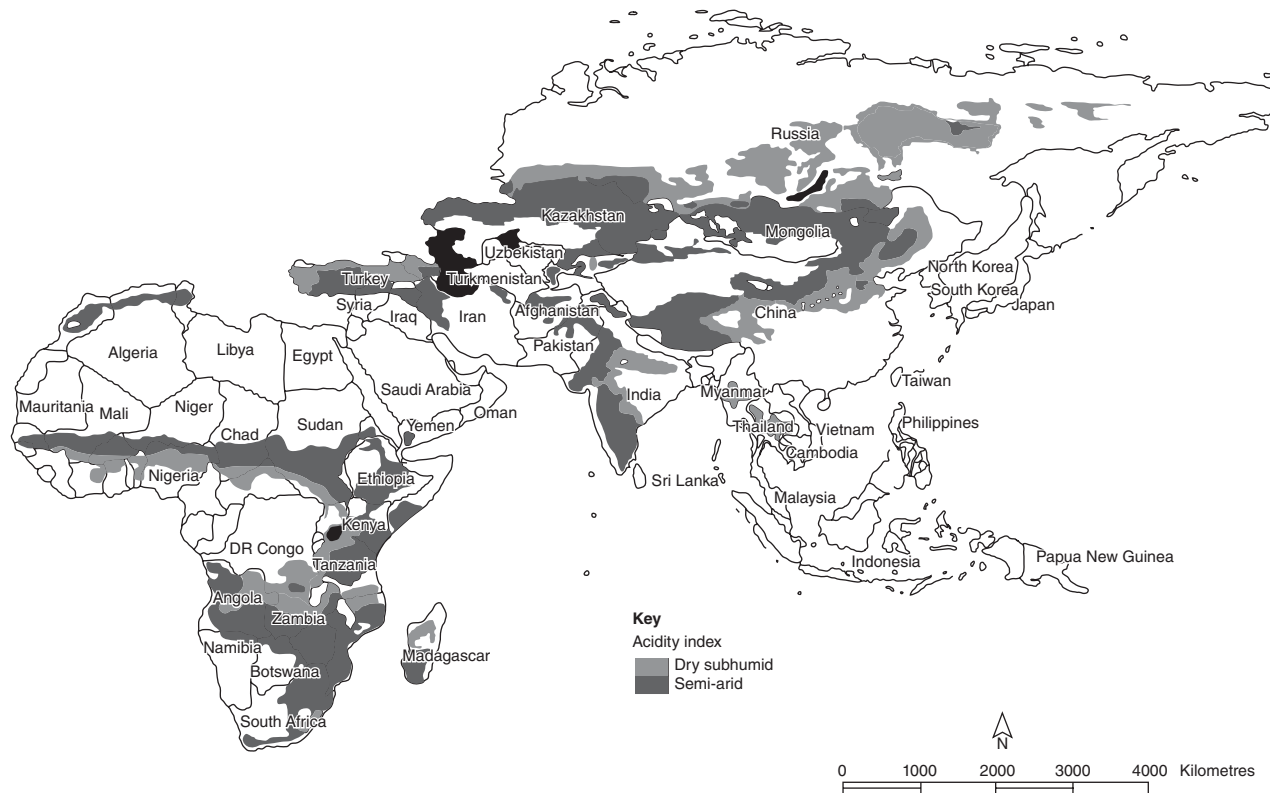 Russia
Kazakhstan
Mongolia
Uzbekistan
North Korea
Turkey
Turkmenistan
South Korea
Syria
Japan
Afghanistan
China
Iraq
Iran
Pakistan
Algeria
Libya
Egypt
Taiwan
Saudi Arabia
India
Myanmar
Mauritania
Mali
Niger
Oman
Philippines
Chad
Sudan
Yemen
Thailand
Vietnam
Cambodia
Nigeria
Ethiopia
Sri Lanka
Malaysia
Kenya
DR Congo
Papua New Guinea
Indonesia
Tanzania
Angola
Zambia
Key
Acidity index
Namibia
Madagascar
Dry subhumid
Botswana
Semi-arid
South Africa
N
0 1000 2000 3000 4000 Kilometres